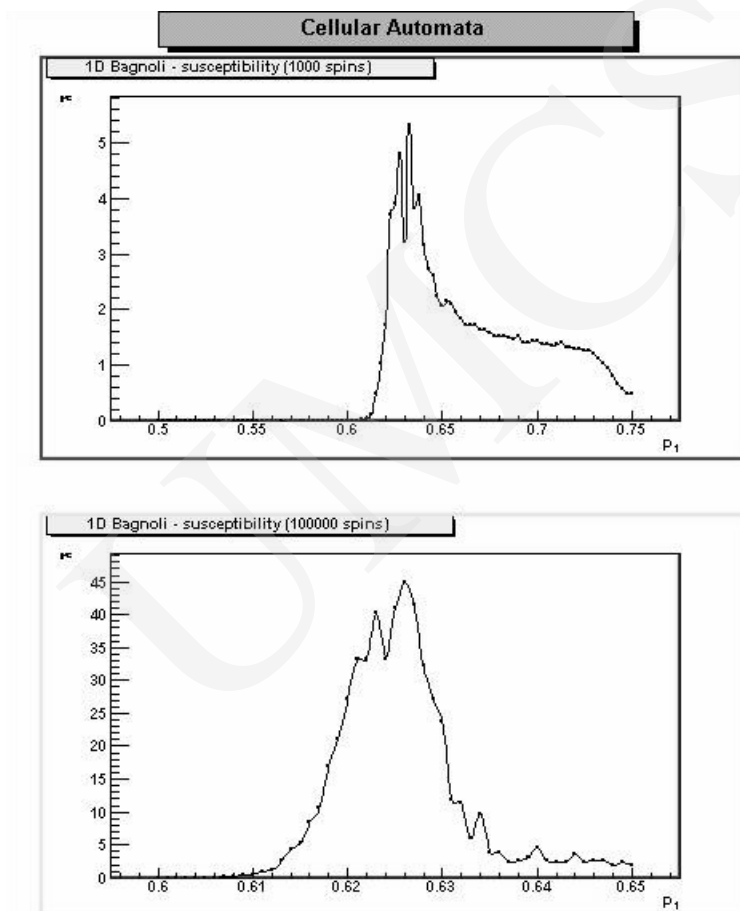 Cellular Automata
1D Bagnoli - susceptibility (1000 spins)
5
4
3
2
1
0
0.5 0.55 0.6 0.65 0.7 0.75
P₁
1D Bagnoli - susceptibility (100000 spins)
45
40
35
30
25
20
15
10
5
0
0.6 0.61 0.62 0.63 0.64 0.65
P₁
UMCS